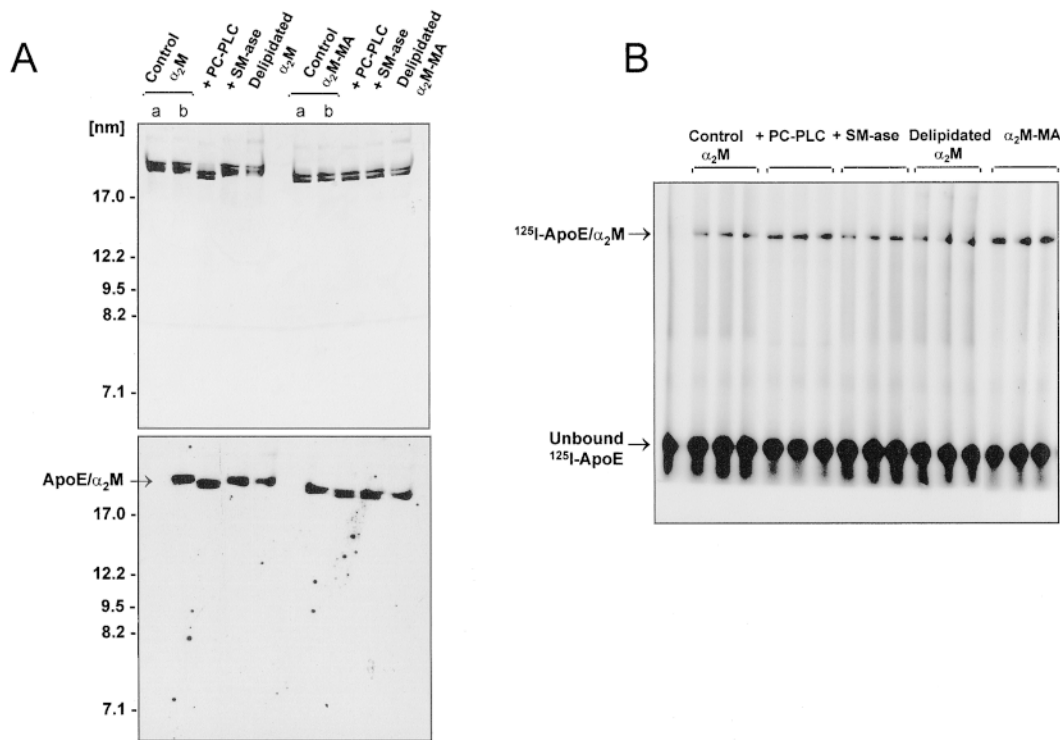 A
Control
α₂M
+ PC-PLC
+ SM-ase
Delipidated
α₂M
Control
α₂M-MA
+ PC-PLC
+ SM-ase
Delipidated
α₂M-MA
a b a b
[nm]
17.0 -
12.2 -
9.5 -
8.2 -
7.1 -
ApoE/α₂M →
17.0 -
12.2 -
9.5 -
8.2 -
7.1 -
B
Control + PC-PLC + SM-ase Delipidated α₂M-MA
α₂M α₂M
¹²⁵I-ApoE/α₂M →
Unbound →
¹²⁵I-ApoE